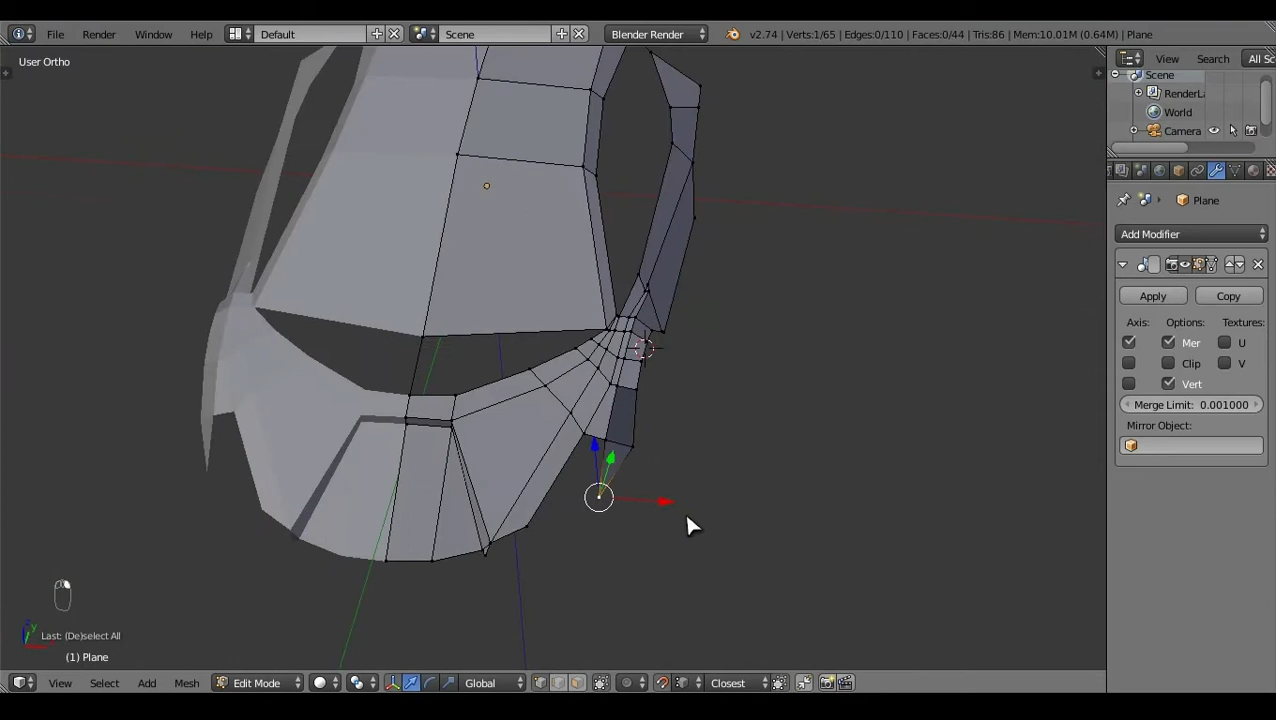 File Render Window Help Default Scene Blender Render v2.74 | Verts:1/65 | Edges:0/110 | Faces:0/44 | Tris:86 | Mem:10.01M (0.64M) | Plane
User Ortho
View Search All Sc
Scene
RenderLa
World
Camera
Plane
Add Modifier
Apply Copy
Axis: Options: Textures:
Mer U
Clip V
Vert
Merge Limit: 0.001000
Mirror Object:
Last: (De)select All
(1) Plane
View Select Add Mesh Edit Mode Global Closest